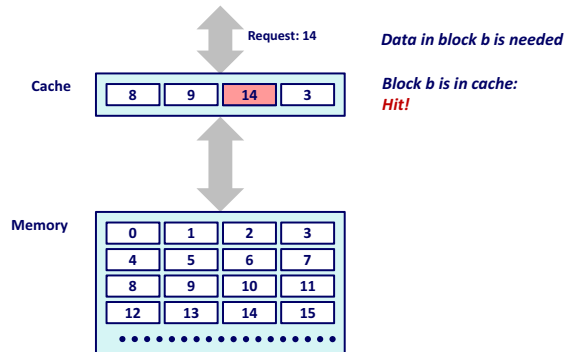 Request: 14
Data in block b is needed
Cache
8 9 14 3
Block b is in cache:
Hit!
Memory
0 1 2 3
4 5 6 7
8 9 10 11
12 13 14 15